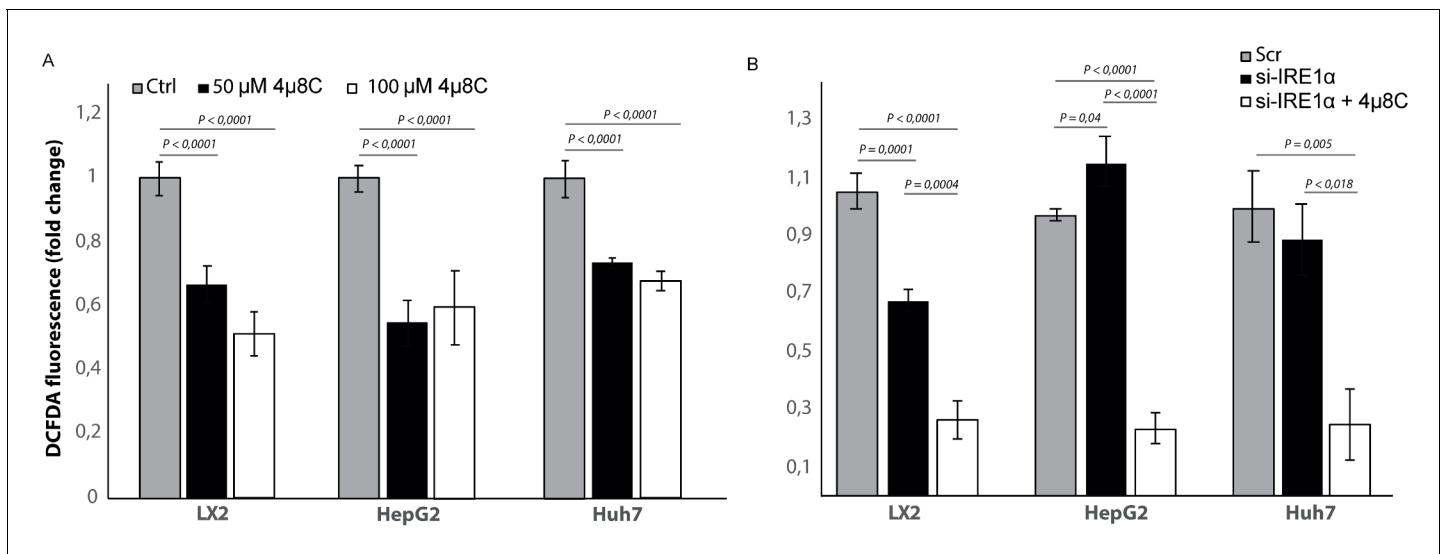 A
Ctrl 50 µM 4µ8C 100 µM 4µ8C
DCFDA fluorescence (fold change)
1,2
1
0,8
0,6
0,4
0,2
0
P < 0,0001
P < 0,0001
P < 0,0001
P < 0,0001
P < 0,0001
P < 0,0001
LX2 HepG2 Huh7
B
Scr
si-IRE1α
si-IRE1α + 4µ8C
1,3
1,1
0,9
0,7
0,5
0,3
0,1
P < 0,0001
P = 0,0001
P = 0,0004
P < 0,0001
P < 0,0001
P = 0,04
P = 0,005
P < 0,018
LX2 HepG2 Huh7